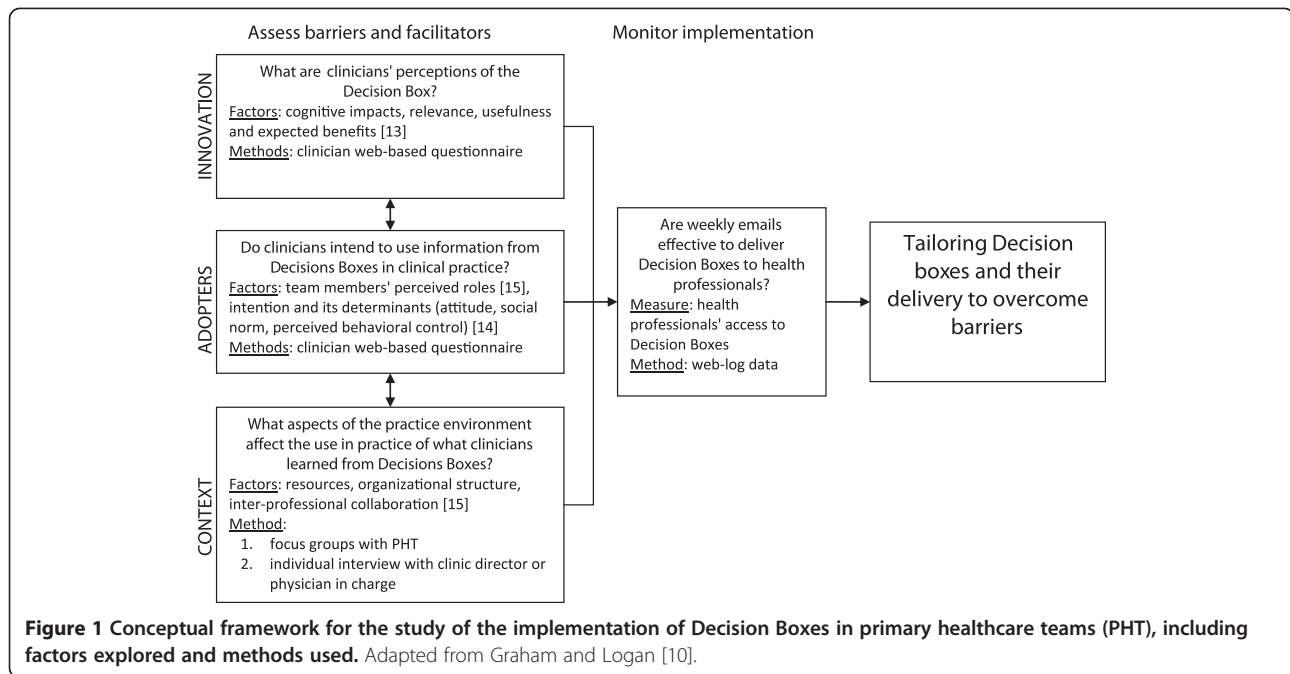 Assess barriers and facilitators
Monitor implementation
INNOVATION
What are clinicians' perceptions of the
Decision Box?
Factors: cognitive impacts, relevance, usefulness
and expected benefits [13]
Methods: clinician web-based questionnaire
ADOPTERS
Do clinicians intend to use information from
Decisions Boxes in clinical practice?
Factors: team members' perceived roles [15],
intention and its determinants (attitude, social
norm, perceived behavioral control) [14]
Methods: clinician web-based questionnaire
CONTEXT
What aspects of the practice environment
affect the use in practice of what clinicians
learned from Decisions Boxes?
Factors: resources, organizational structure,
inter-professional collaboration [15]
Method:
1. focus groups with PHT
2. individual interview with clinic director or
physician in charge
Are weekly emails
effective to deliver
Decision Boxes to health
professionals?
Measure: health
professionals' access to
Decision Boxes
Method: web-log data
Tailoring Decision
boxes and their
delivery to overcome
barriers
Figure 1 Conceptual framework for the study of the implementation of Decision Boxes in primary healthcare teams (PHT), including
factors explored and methods used. Adapted from Graham and Logan [10].